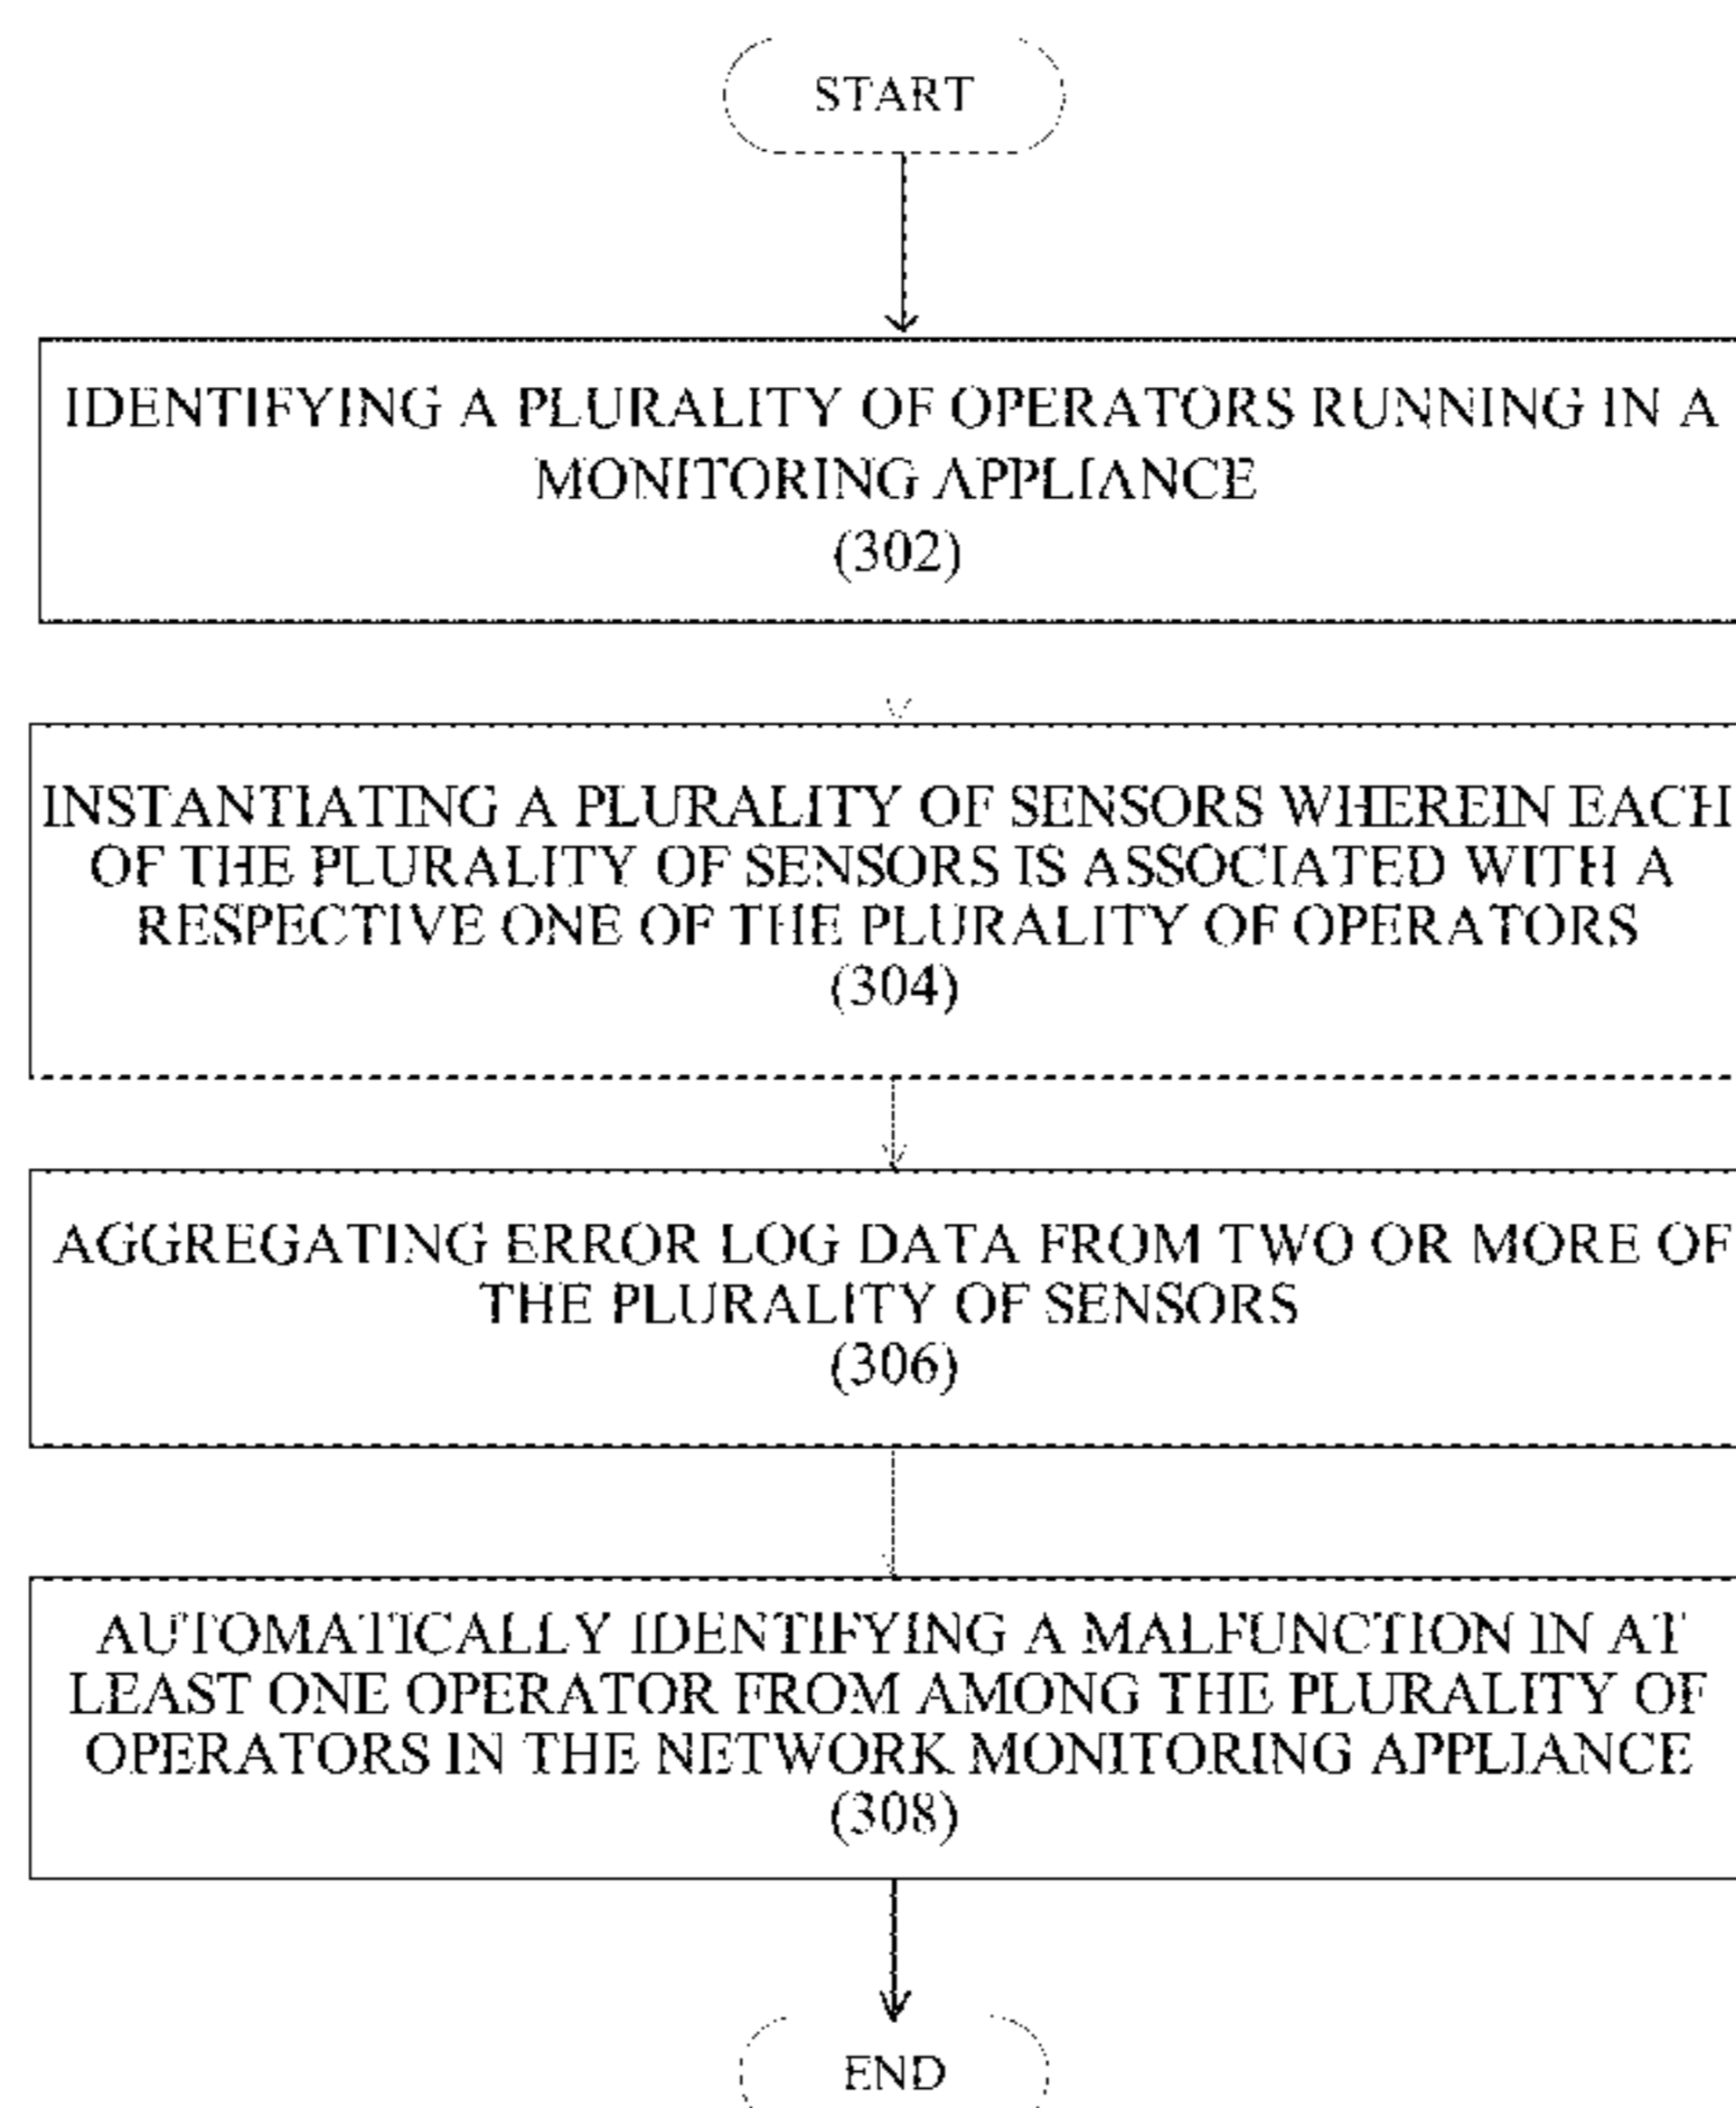 START
IDENTIFYING A PLURALITY OF OPERATORS RUNNING IN A
MONITORING APPLIANCE
(302)
INSTANTIATING A PLURALITY OF SENSORS WHEREIN EACH
OF THE PLURALITY OF SENSORS IS ASSOCIATED WITH A
RESPECTIVE ONE OF THE PLURALITY OF OPERATORS
(304)
AGGREGATING ERROR LOG DATA FROM TWO OR MORE OF
THE PLURALITY OF SENSORS
(306)
AUTOMATICALLY IDENTIFYING A MALFUNCTION IN AT
LEAST ONE OPERATOR FROM AMONG THE PLURALITY OF
OPERATORS IN THE NETWORK MONITORING APPLIANCE
(308)
END